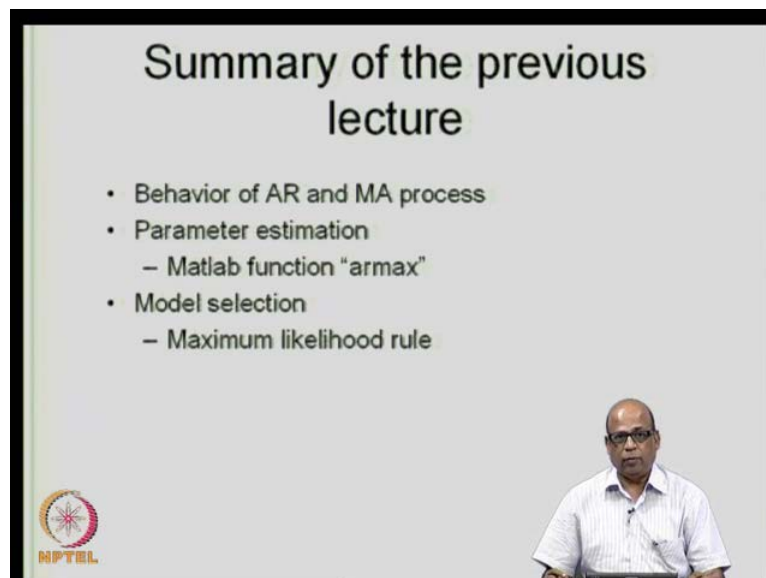 Summary of the previous
lecture
• Behavior of AR and MA process
• Parameter estimation
– Matlab function “armax”
• Model selection
– Maximum likelihood rule
NPTEL